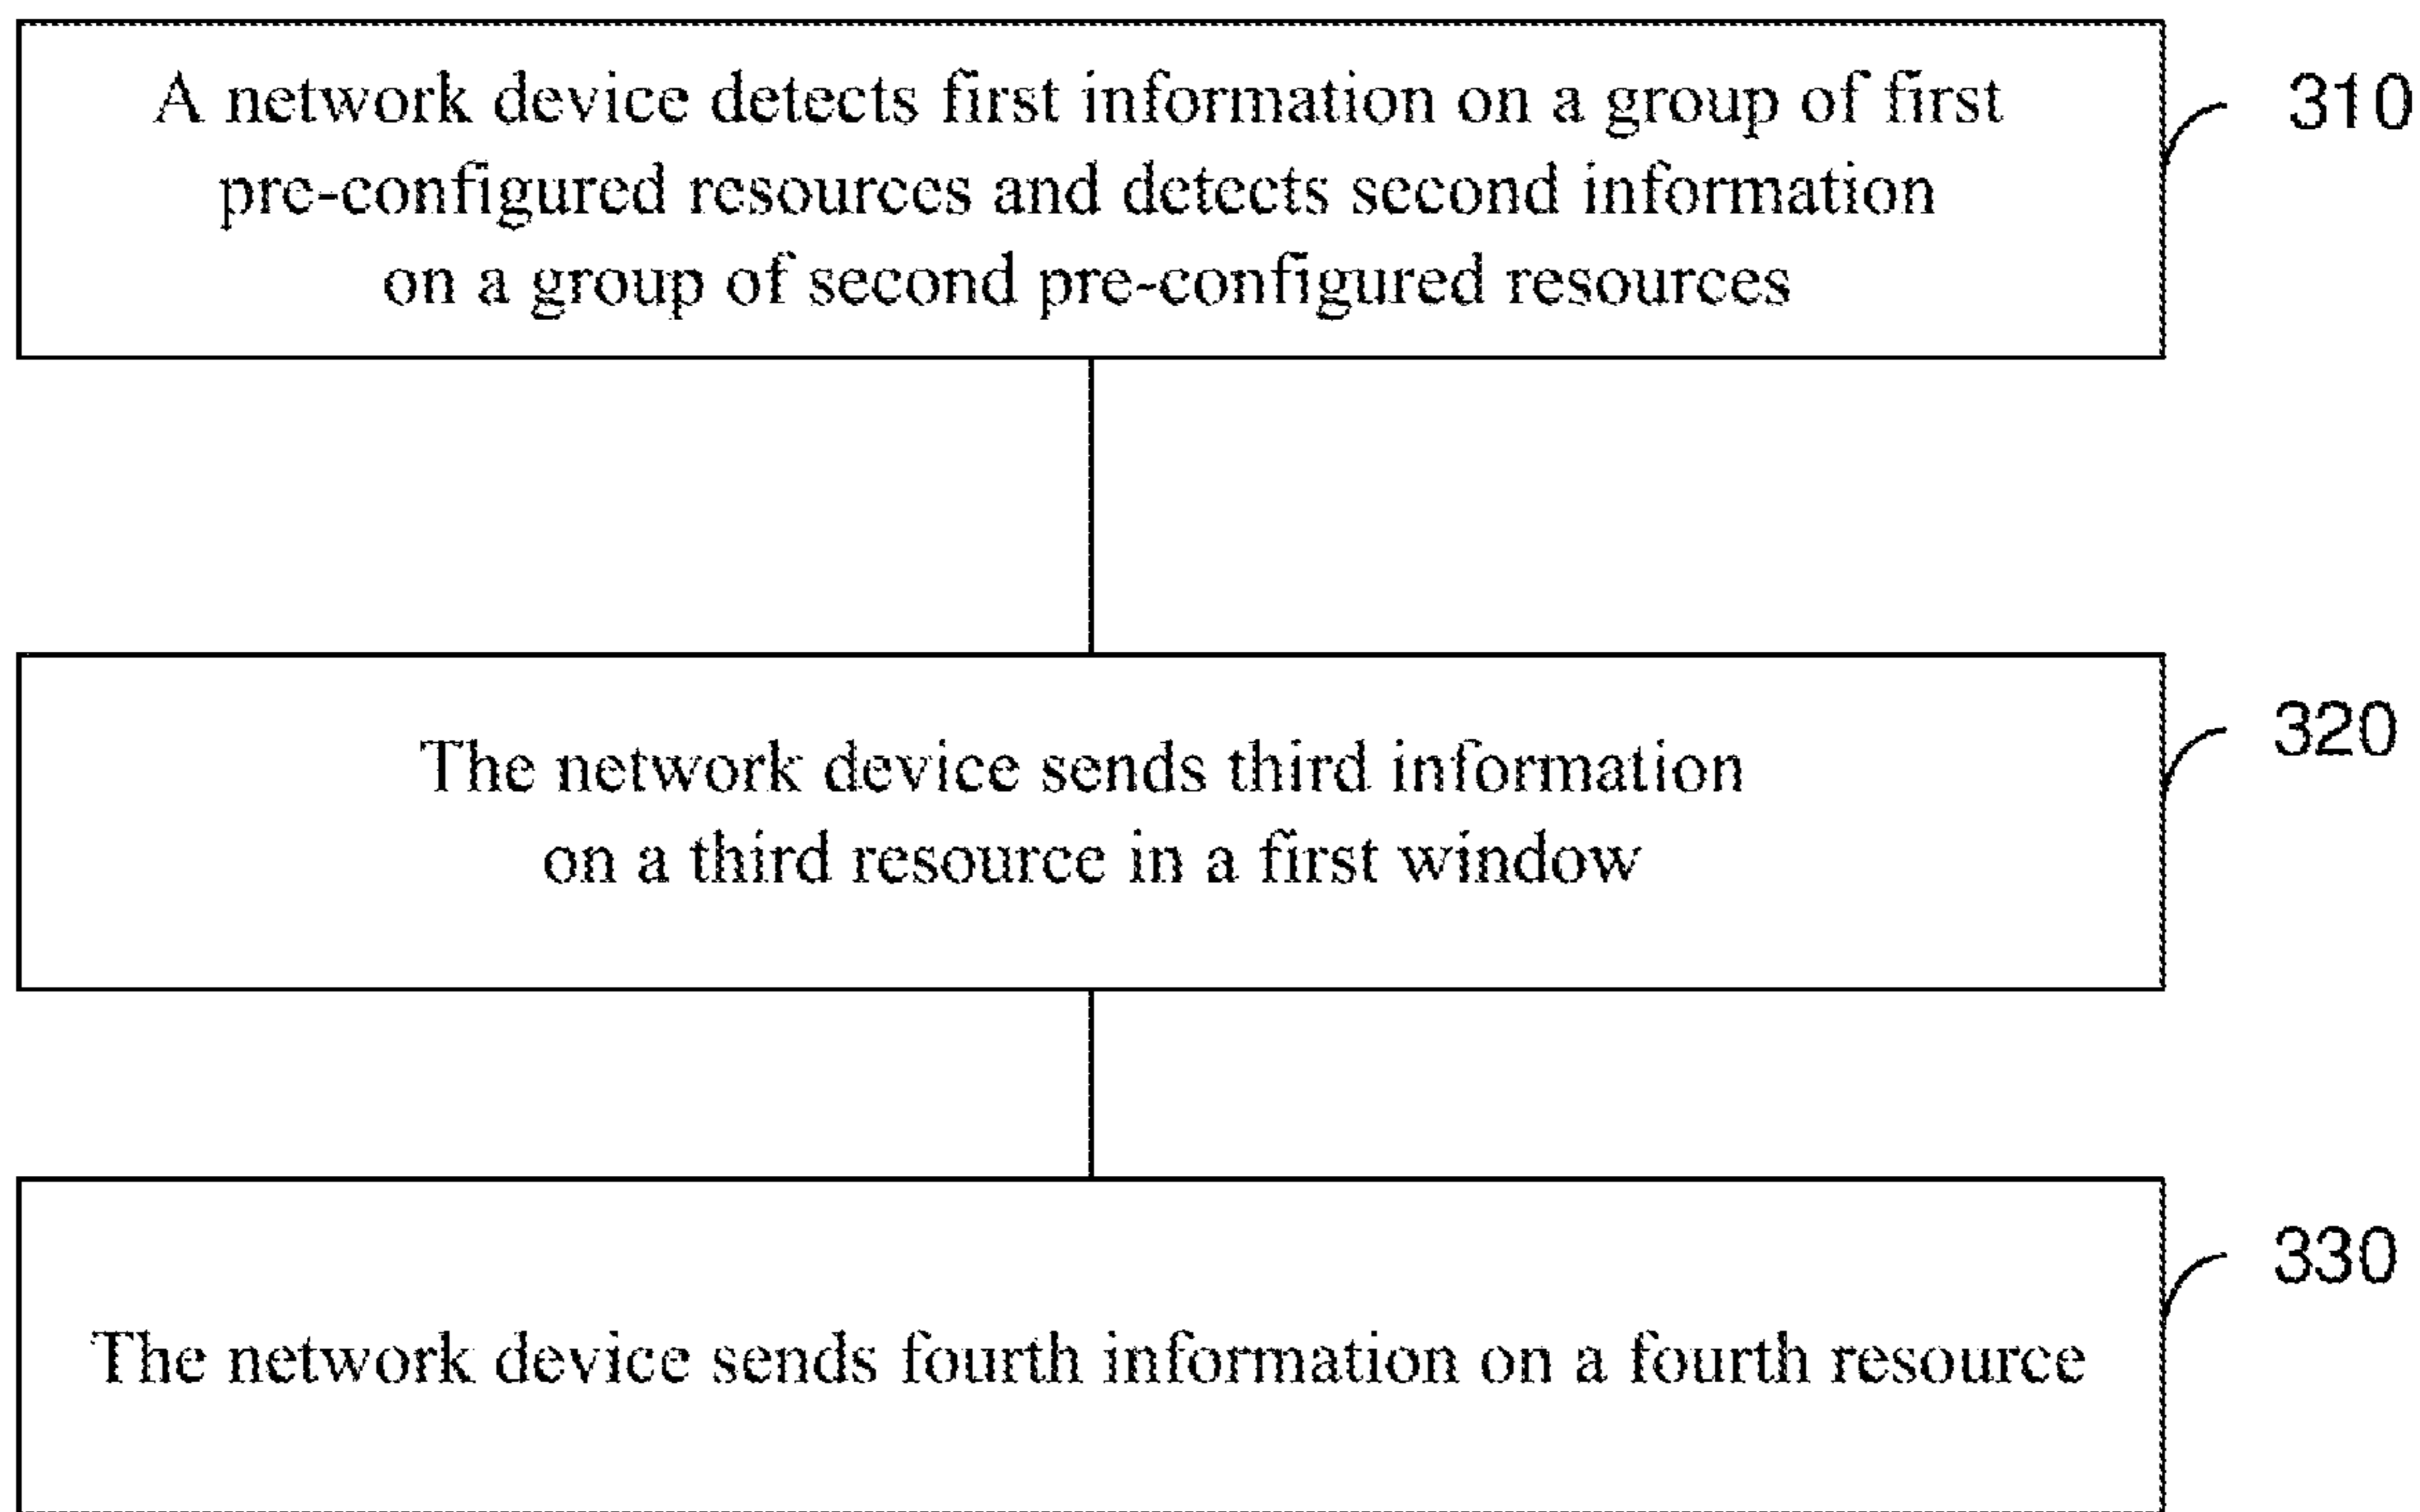 A network device detects first information on a group of first
pre-configured resources and detects second information
on a group of second pre-configured resources
310
The network device sends third information
on a third resource in a first window
320
The network device sends fourth information on a fourth resource
330